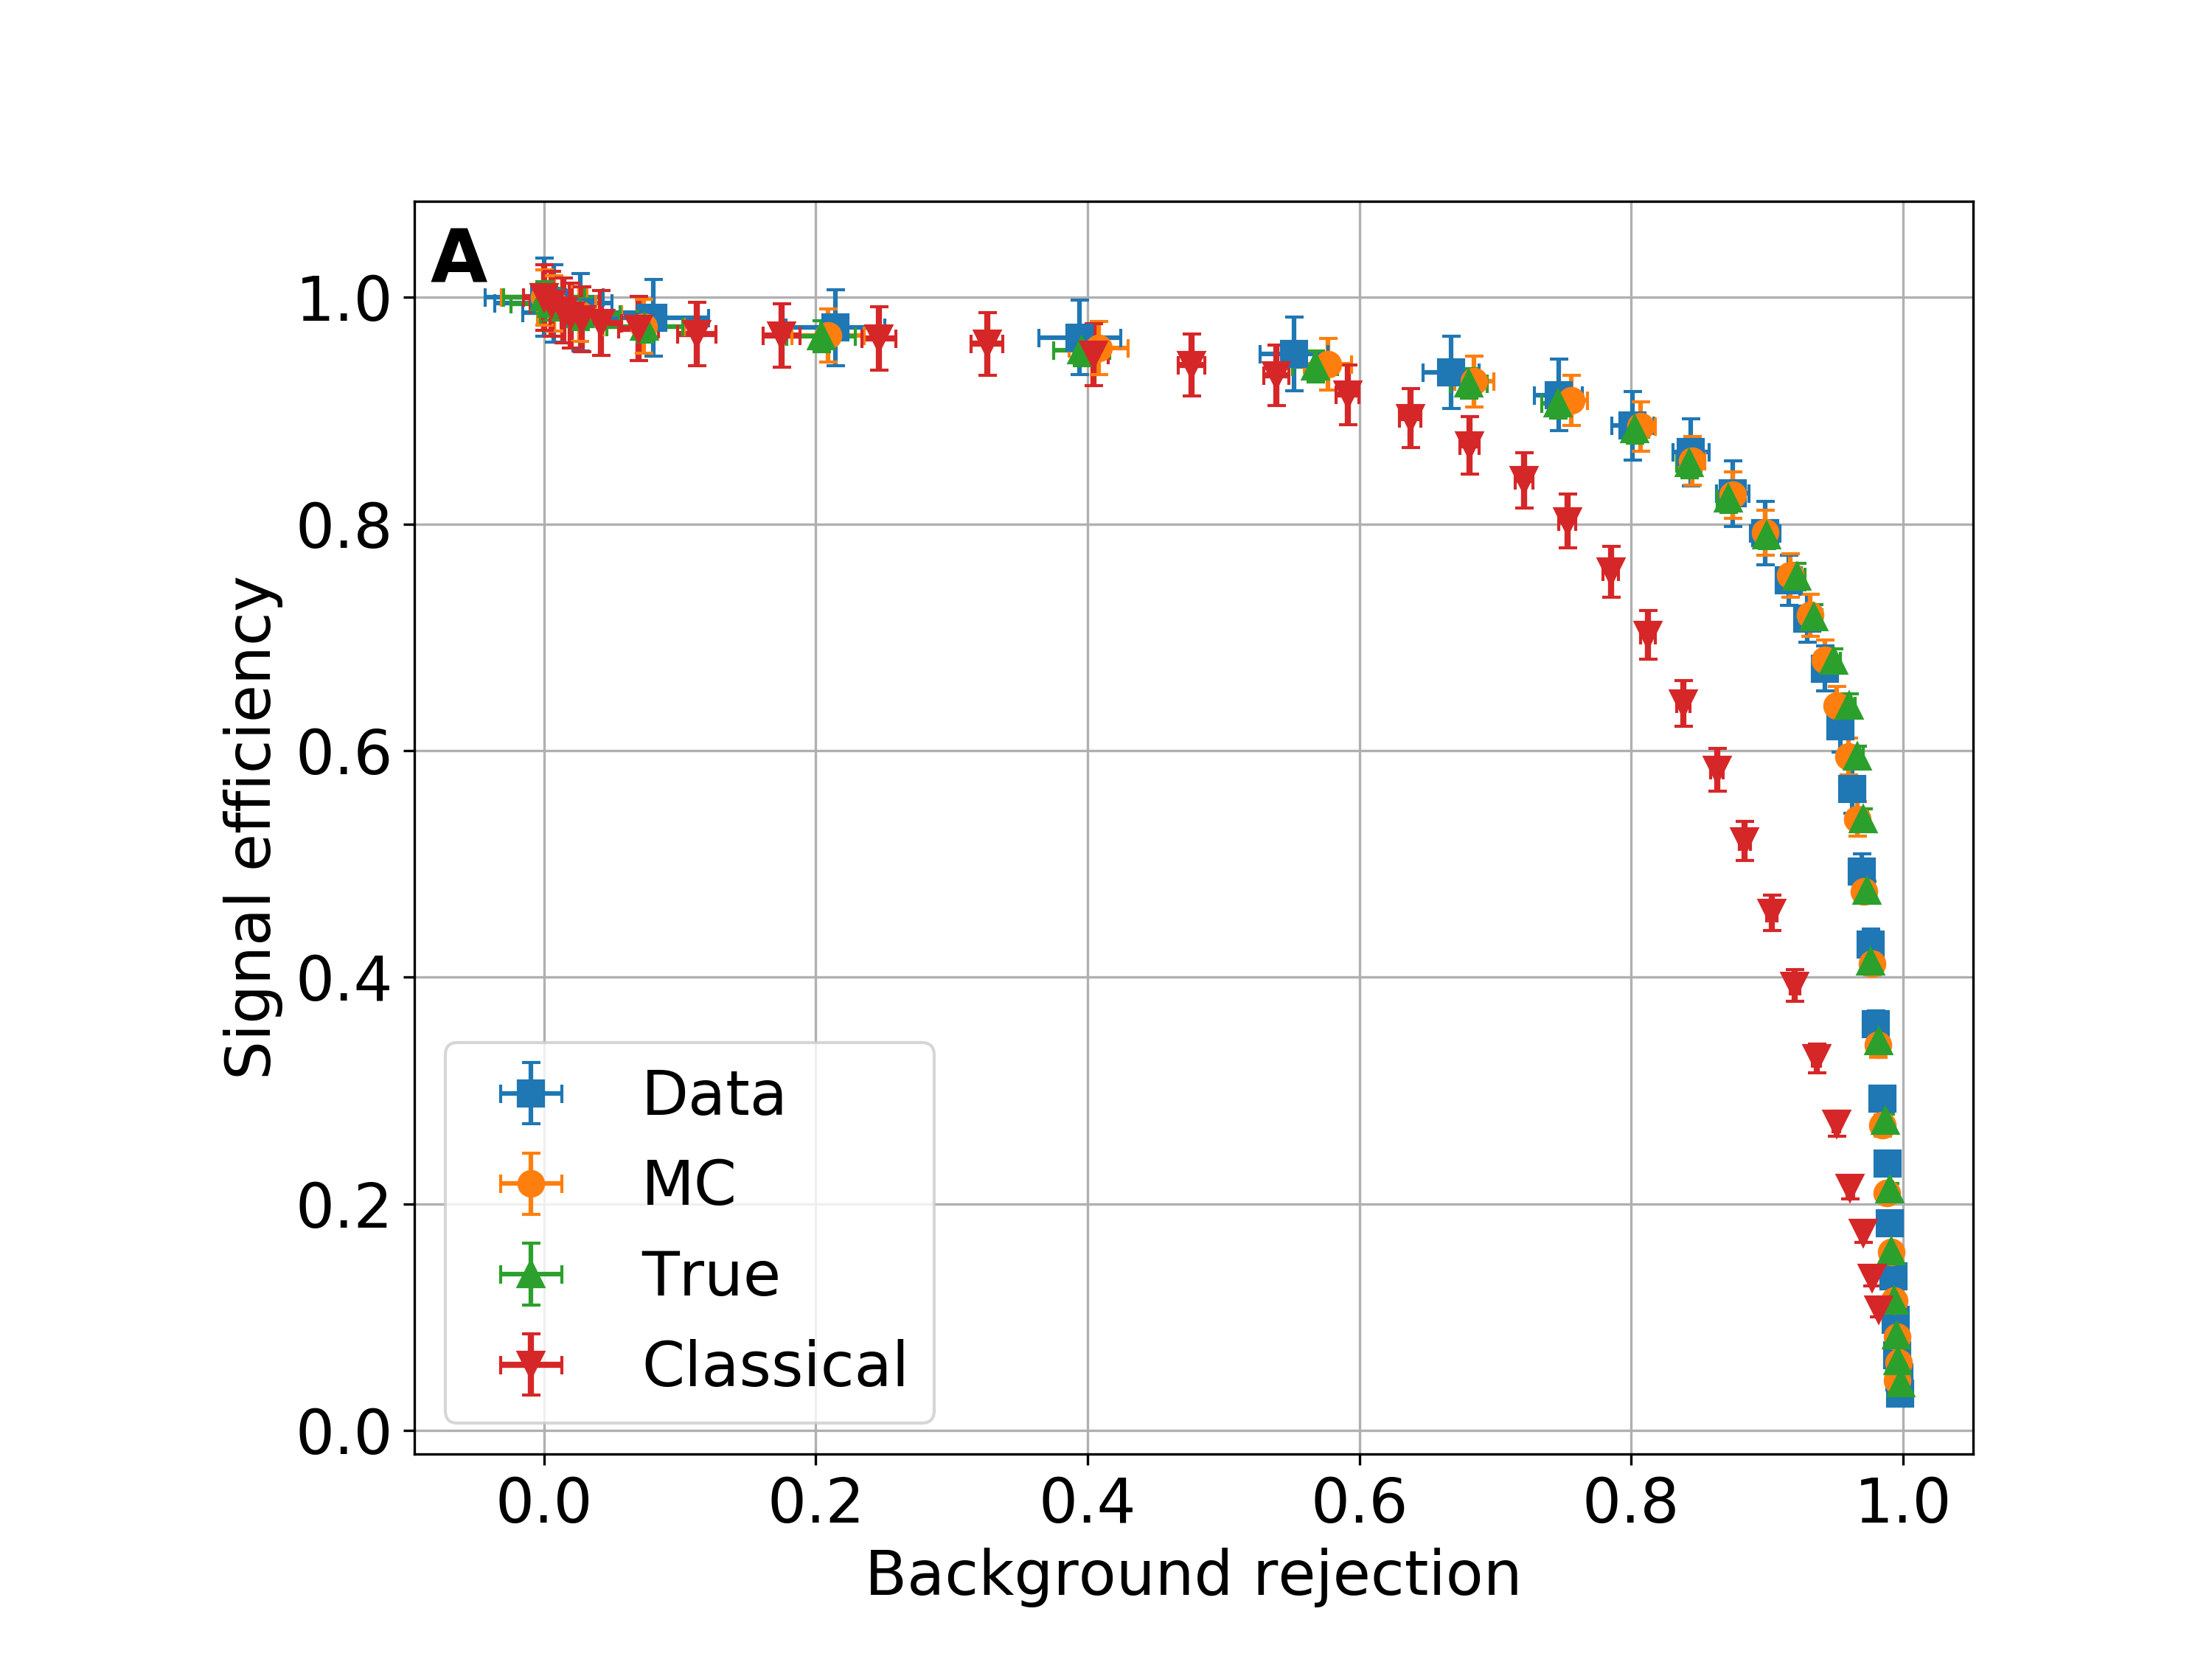 A
1.0
0.8
0.6
0.4
0.2
0.0
Signal efficiency
Data
MC
True
Classical
0.0 0.2 0.4 0.6 0.8 1.0
Background rejection